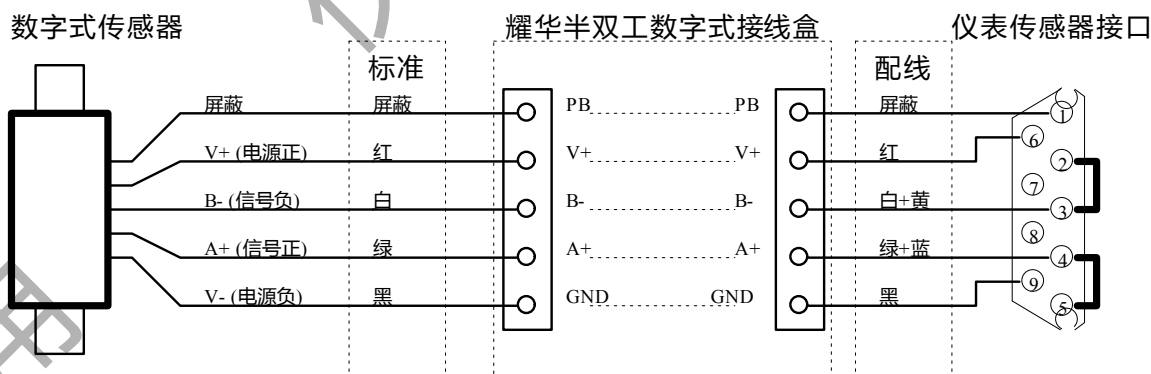 数字式传感器 耀华半双工数字式接线盒 仪表传感器接口
标准 配线
屏蔽 屏蔽 PB PB 屏蔽 1
6
V+ (电源正) 红 V+ V+ 红 2
7
B- (信号负) 白 B- B- 白+黄 3
8
A+ (信号正) 绿 A+ A+ 绿+蓝 4
9
V- (电源负) 黑 GND GND 黑 5
用